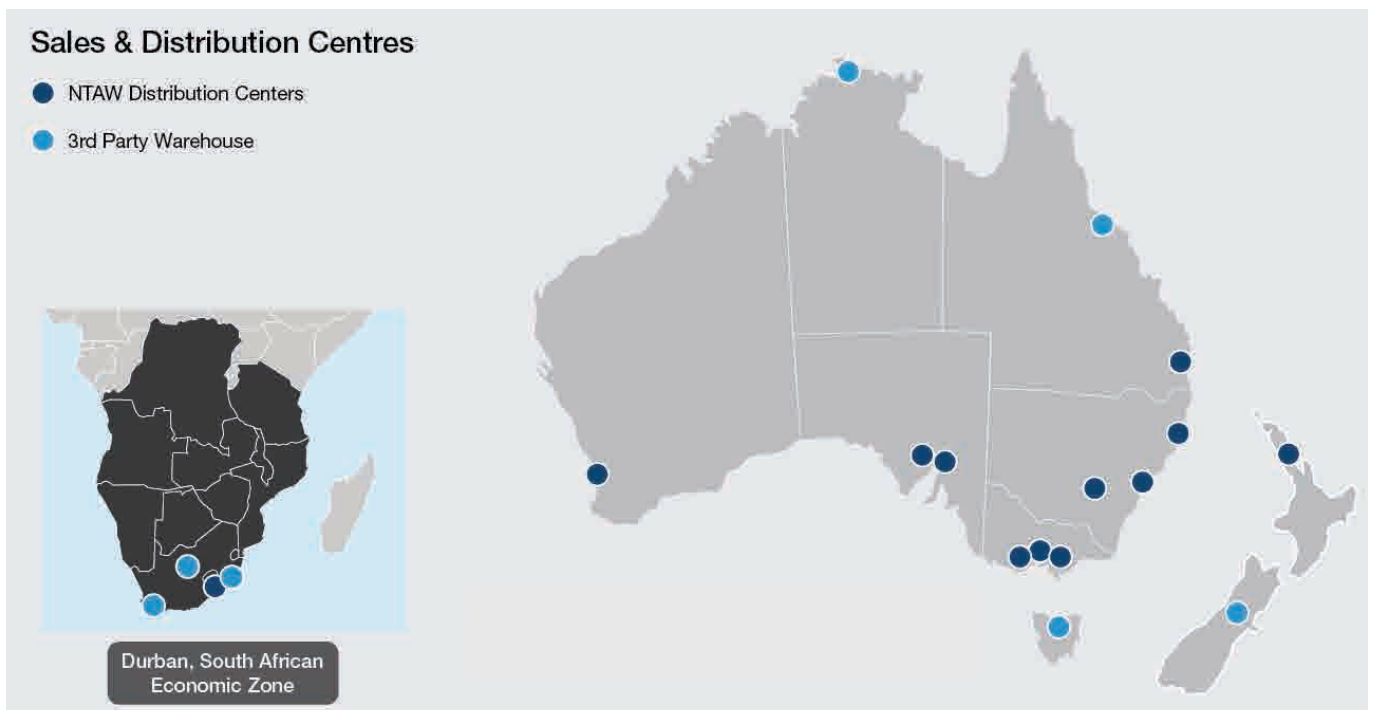 Sales & Distribution Centres
NTAW Distribution Centers
3rd Party Warehouse
Durban, South African
Economic Zone